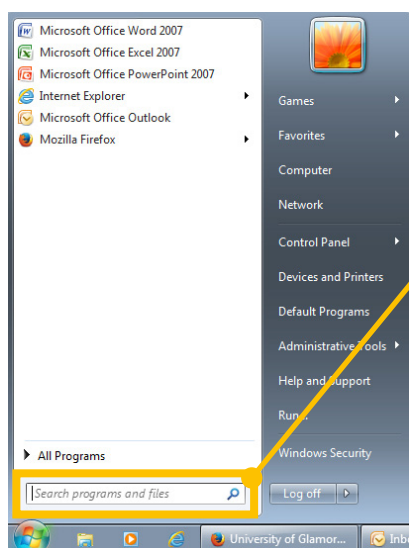 Microsoft Office Word 2007
Microsoft Office Excel 2007
Microsoft Office PowerPoint 2007
Internet Explorer
Microsoft Office Outlook
Mozilla Firefox
All Programs
Search programs and files
Games
Favorites
Computer
Network
Control Panel
Devices and Printers
Default Programs
Administrative Tools
Help and Support
Run...
Windows Security
Log off
University of Glamor...
Inb